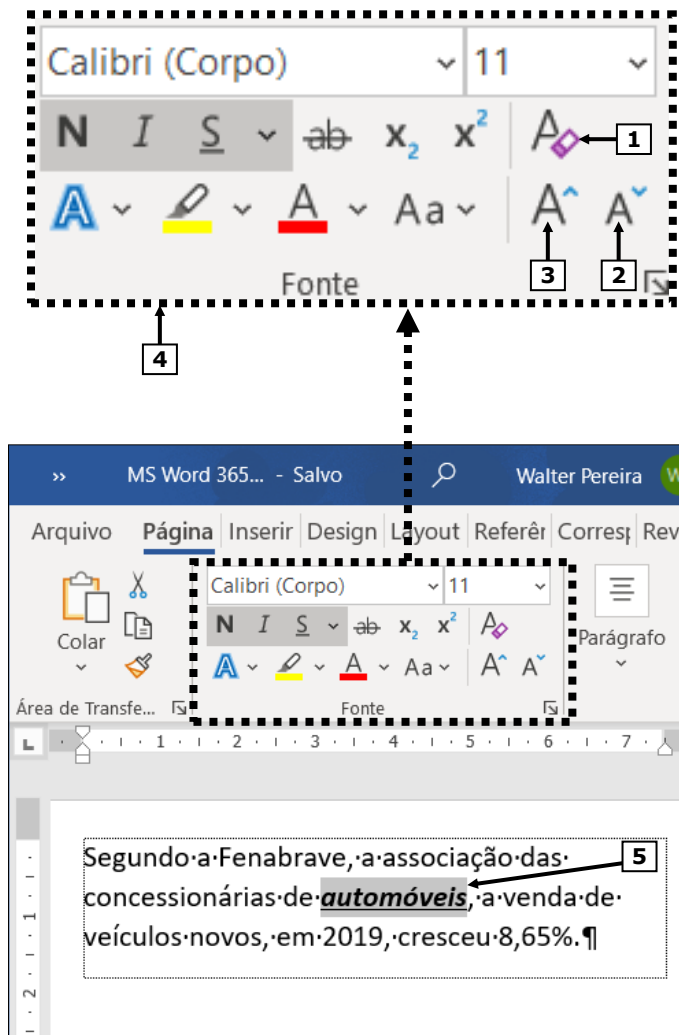 Calibri (Corpo) 11
N I S ab x₂ x² A 1
A A Aa A A
3 2
Fonte
4
›› MS Word 365... - Salvo Walter Pereira W
Arquivo Página Inserir Design Layout Referêr Corresp Rev
Calibri (Corpo) 11
N I S ab x₂ x² A
Colar Parágrafo
A A Aa A A
Área de Transfe... Fonte
L 1 2 3 4 5 6 7
Segundo·a·Fenabrave,·a·associação·das· 5
concessionárias·de·automóveis,·a·venda·de·
1
veículos·novos,·em·2019,·cresceu·8,65%.¶
2